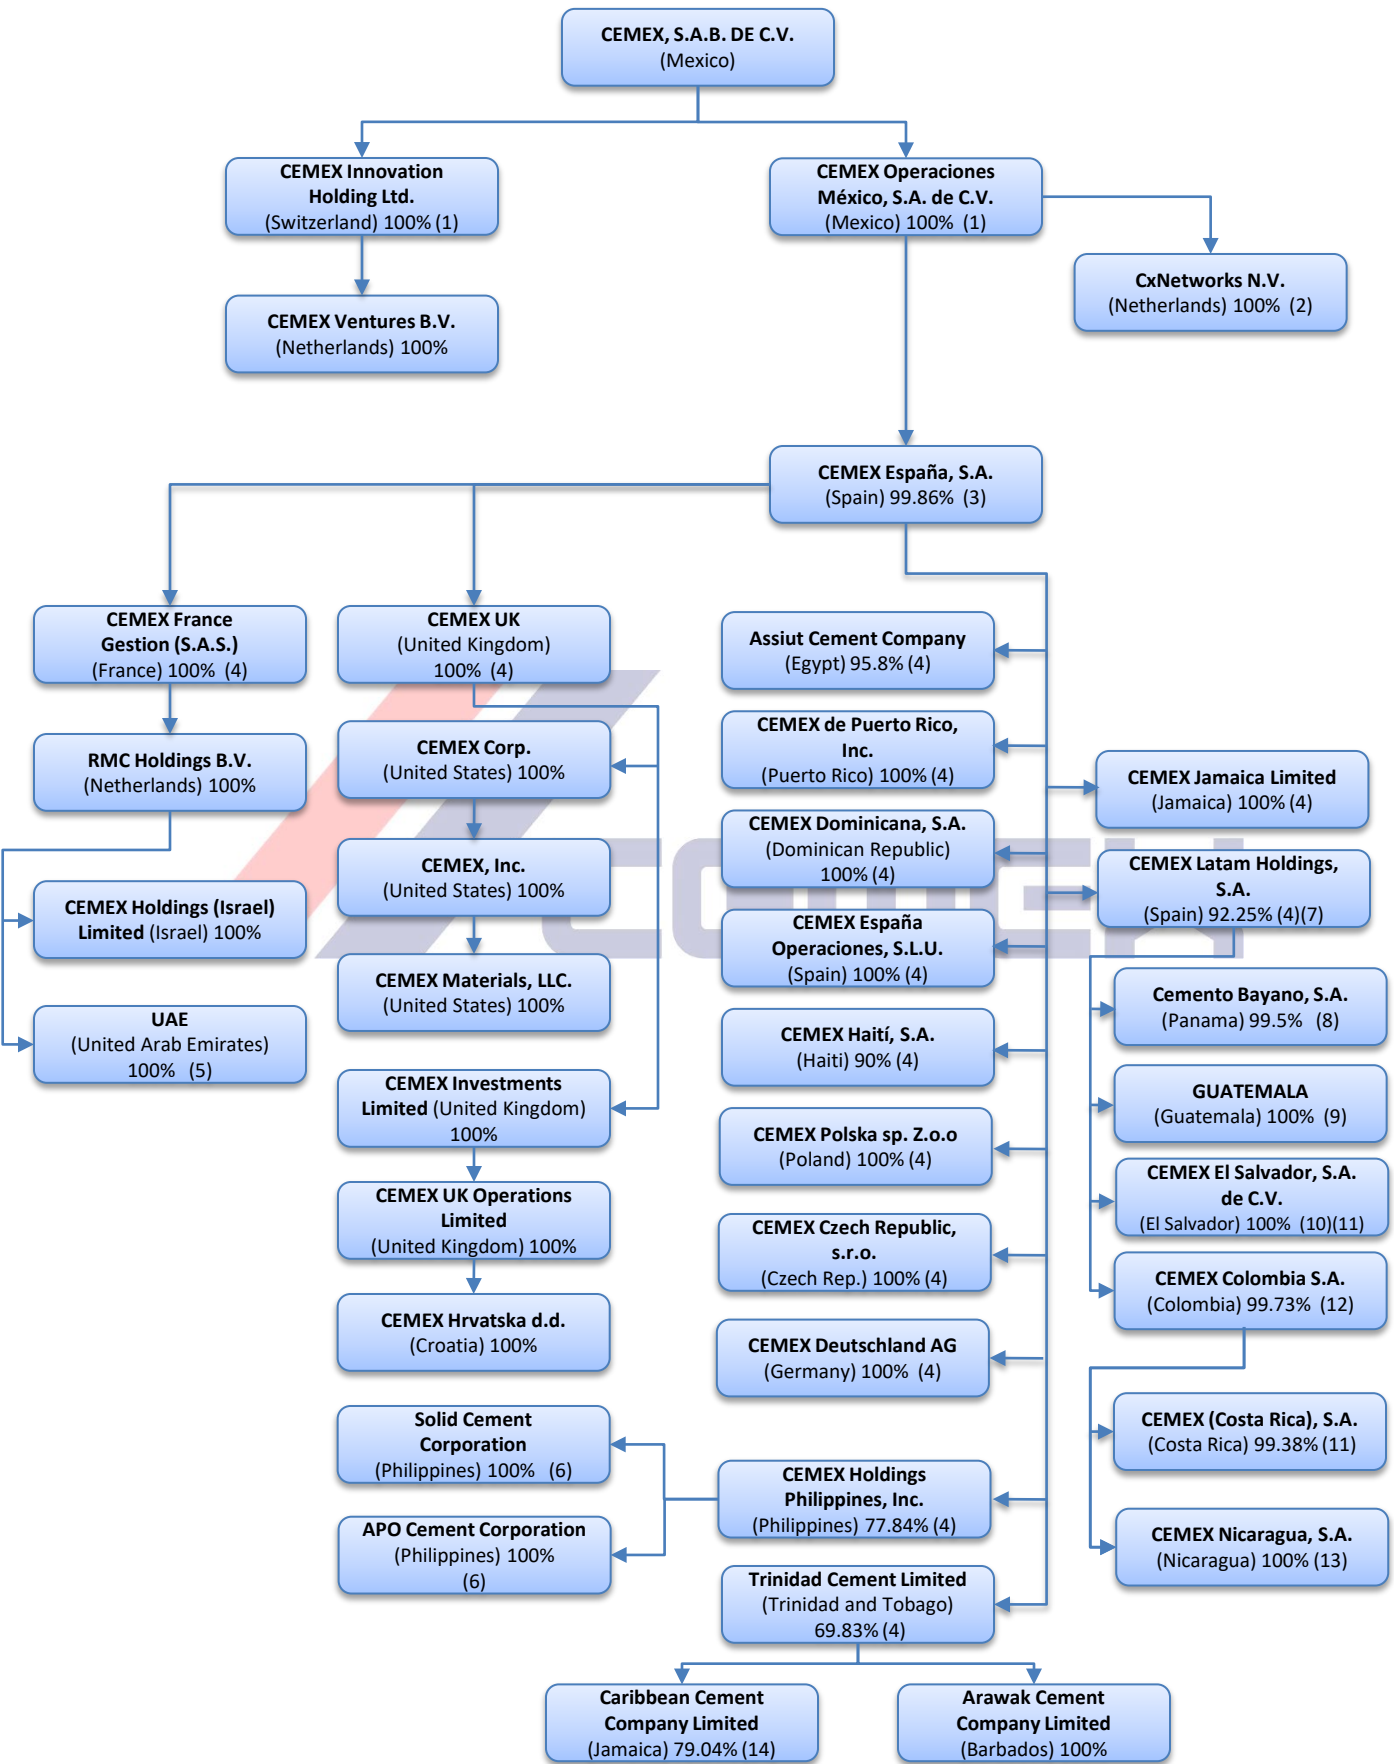 CEMEX, S.A.B. DE C.V.
(Mexico)
CEMEX Innovation
Holding Ltd.
(Switzerland) 100% (1)
CEMEX Operaciones
México, S.A. de C.V.
(Mexico) 100% (1)
CxNetworks N.V.
(Netherlands) 100% (2)
CEMEX Ventures B.V.
(Netherlands) 100%
CEMEX España, S.A.
(Spain) 99.86% (3)
CEMEX France
Gestion (S.A.S.)
(France) 100% (4)
RMC Holdings B.V.
(Netherlands) 100%
CEMEX Holdings (Israel)
Limited (Israel) 100%
UAE
(United Arab Emirates)
100% (5)
CEMEX UK
(United Kingdom)
100% (4)
CEMEX Corp.
(United States) 100%
CEMEX, Inc.
(United States) 100%
CEMEX Materials, LLC.
(United States) 100%
CEMEX Investments
Limited (United Kingdom)
100%
CEMEX UK Operations
Limited
(United Kingdom) 100%
CEMEX Hrvatska d.d.
(Croatia) 100%
Solid Cement
Corporation
(Philippines) 100% (6)
APO Cement Corporation
(Philippines) 100%
(6)
Assiut Cement Company
(Egypt) 95.8% (4)
CEMEX de Puerto Rico,
Inc.
(Puerto Rico) 100% (4)
CEMEX Dominicana, S.A.
(Dominican Republic)
100% (4)
CEMEX España
Operaciones, S.L.U.
(Spain) 100% (4)
CEMEX Haití, S.A.
(Haiti) 90% (4)
CEMEX Polska sp. Z.o.o
(Poland) 100% (4)
CEMEX Czech Republic,
s.r.o.
(Czech Rep.) 100% (4)
CEMEX Deutschland AG
(Germany) 100% (4)
CEMEX Holdings
Philippines, Inc.
(Philippines) 77.84% (4)
Trinidad Cement Limited
(Trinidad and Tobago)
69.83% (4)
Caribbean Cement
Company Limited
(Jamaica) 79.04% (14)
Arawak Cement
Company Limited
(Barbados) 100%
CEMEX Jamaica Limited
(Jamaica) 100% (4)
CEMEX Latam Holdings,
S.A.
(Spain) 92.25% (4)(7)
Cemento Bayano, S.A.
(Panama) 99.5% (8)
GUATEMALA
(Guatemala) 100% (9)
CEMEX El Salvador, S.A.
de C.V.
(El Salvador) 100% (10)(11)
CEMEX Colombia S.A.
(Colombia) 99.73% (12)
CEMEX (Costa Rica), S.A.
(Costa Rica) 99.38% (11)
CEMEX Nicaragua, S.A.
(Nicaragua) 100% (13)
CEMEX